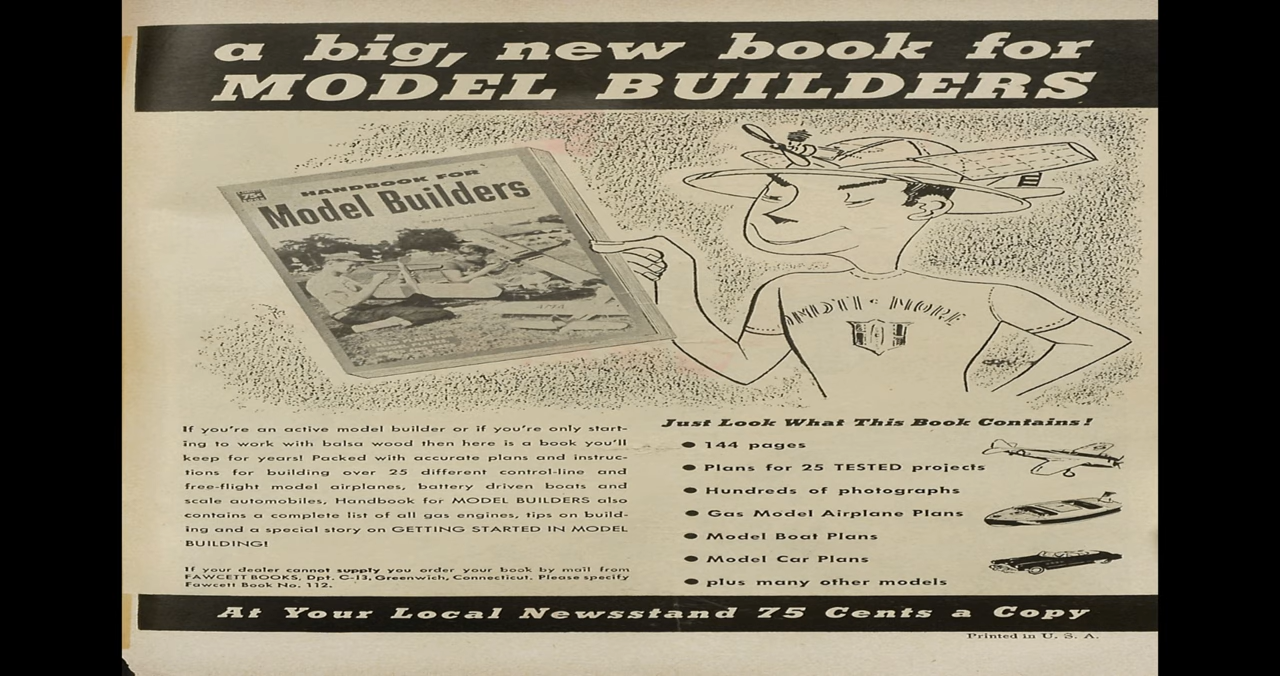 a big, new book for
MODEL BUILDERS
HANDBOOK FOR
Model Builders
If you're an active model builder or if you're only start-
ing to work with balsa wood then here is a book you'll
keep for years! Packed with accurate plans and instruc-
tions for building over 25 different control-line and
free-flight model airplanes, battery driven boats and
scale automobiles, Handbook for MODEL BUILDERS also
contains a complete list of all gas engines, tips on build-
ing and a special story on GETTING STARTED IN MODEL
BUILDING!
If your dealer cannot supply you order your book by mail from
FAWCETT BOOKS, Dpt. C-13, Greenwich, Connecticut. Please specify
Fawcett Book No. 112.
Just Look What This Book Contains!
● 144 pages
● Plans for 25 TESTED projects
● Hundreds of photographs
● Gas Model Airplane Plans
● Model Boat Plans
● Model Car Plans
● plus many other models
At Your Local Newsstand 75 Cents a Copy
Printed in U. S. A.